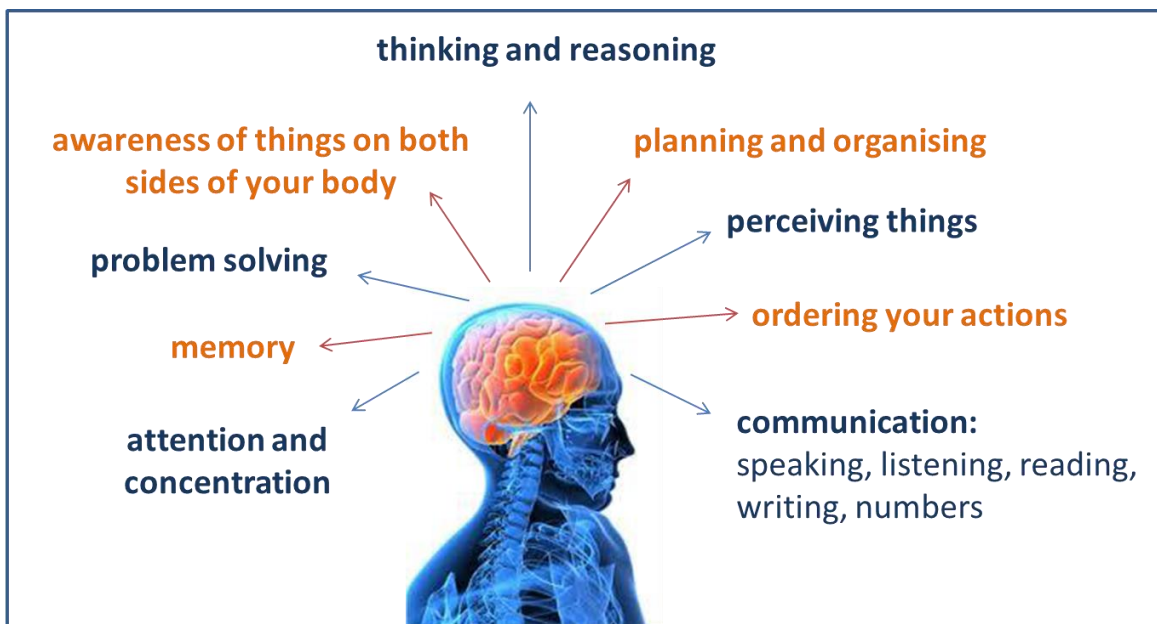 thinking and reasoning
awareness of things on both
sides of your body
planning and organising
perceiving things
problem solving
ordering your actions
memory
attention and
concentration
communication:
speaking, listening, reading,
writing, numbers